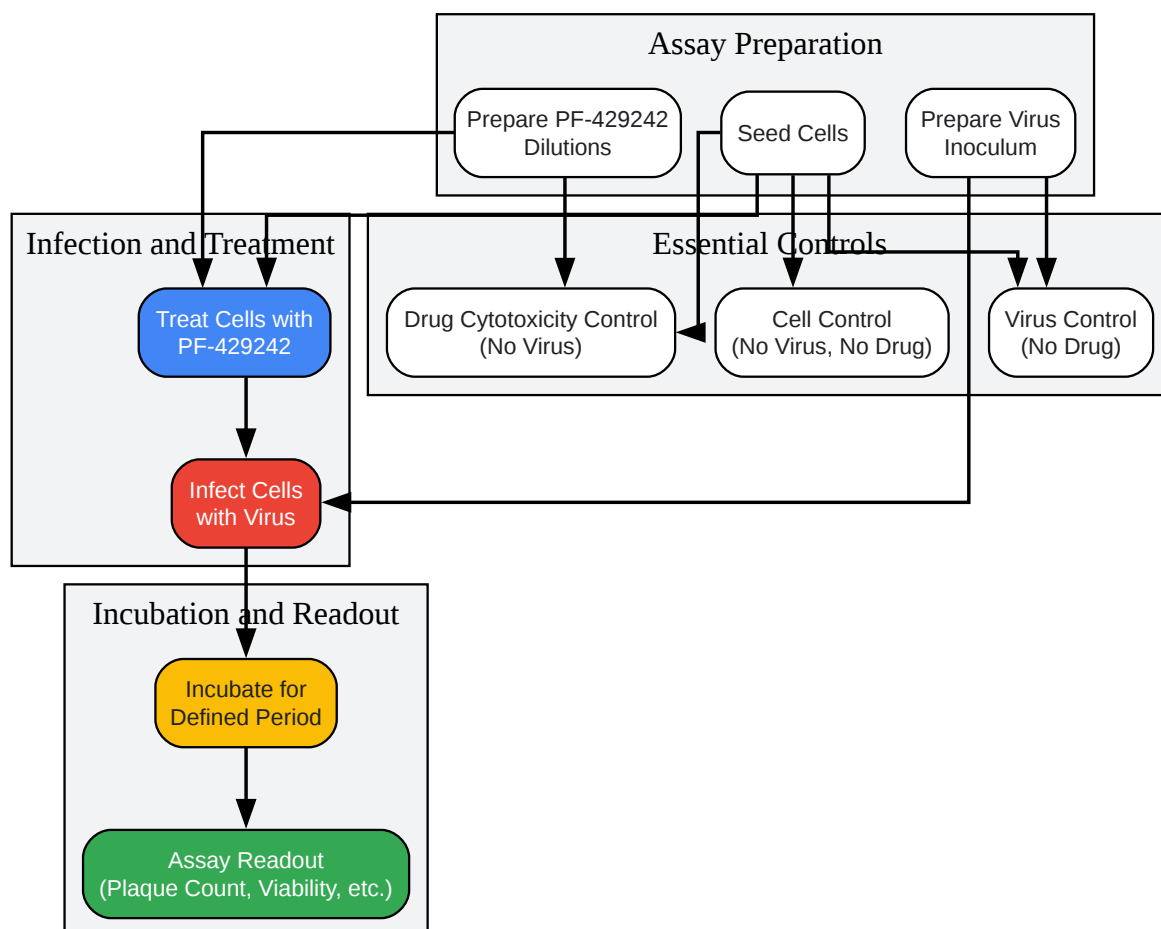 Assay Preparation
Prepare PF-429242
Dilutions
Seed Cells
Prepare Virus
Inoculum
Infection and Treatment
Essential Controls
Treat Cells with
PF-429242
Drug Cytotoxicity Control
(No Virus)
Cell Control
(No Virus, No Drug)
Virus Control
(No Drug)
Infect Cells
with Virus
Incubation and Readout
Incubate for
Defined Period
Assay Readout
(Plaque Count, Viability, etc.)